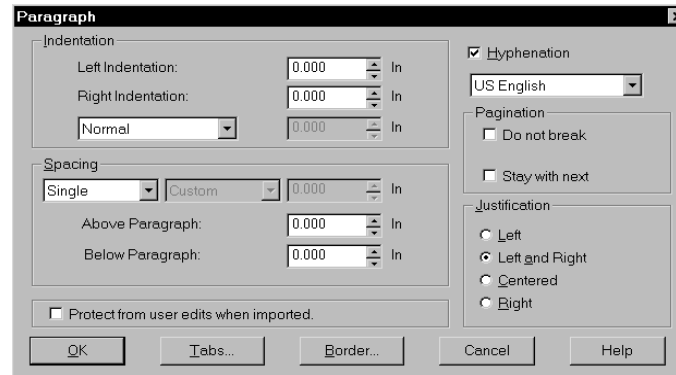 Paragraph
Indentation
Left Indentation: 0.000 In
Right Indentation: 0.000 In
Normal 0.000 In
Spacing
Single Custom 0.000 In
Above Paragraph: 0.000 In
Below Paragraph: 0.000 In
Protect from user edits when imported.
Hyphenation
US English
Pagination
Do not break
Stay with next
Justification
Left
Left and Right
Centered
Right
OK Tabs... Border... Cancel Help